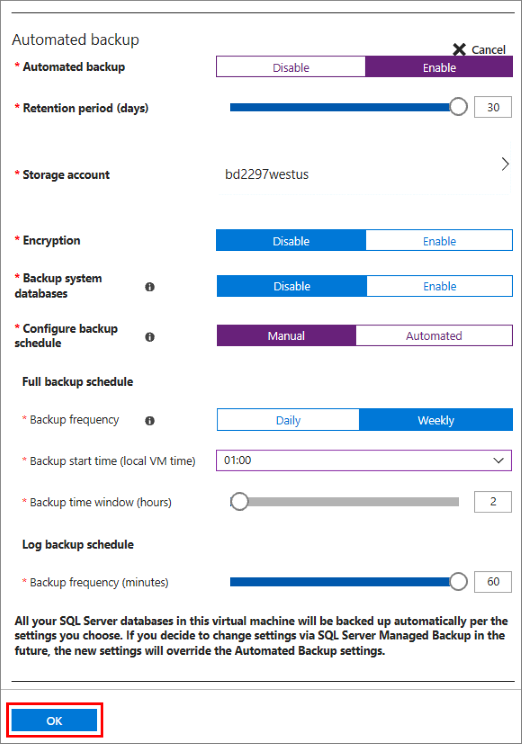 Automated backup
Cancel
* Automated backup Disable Enable
* Retention period (days) 30
* Storage account bd2297westus
* Encryption Disable Enable
* Backup system
databases Disable Enable
* Configure backup
schedule Manual Automated
Full backup schedule
* Backup frequency Daily Weekly
* Backup start time (local VM time) 01:00
* Backup time window (hours) 2
Log backup schedule
* Backup frequency (minutes) 60
All your SQL Server databases in this virtual machine will be backed up automatically per the
settings you choose. If you decide to change settings via SQL Server Managed Backup in the
future, the new settings will override the Automated Backup settings.
OK